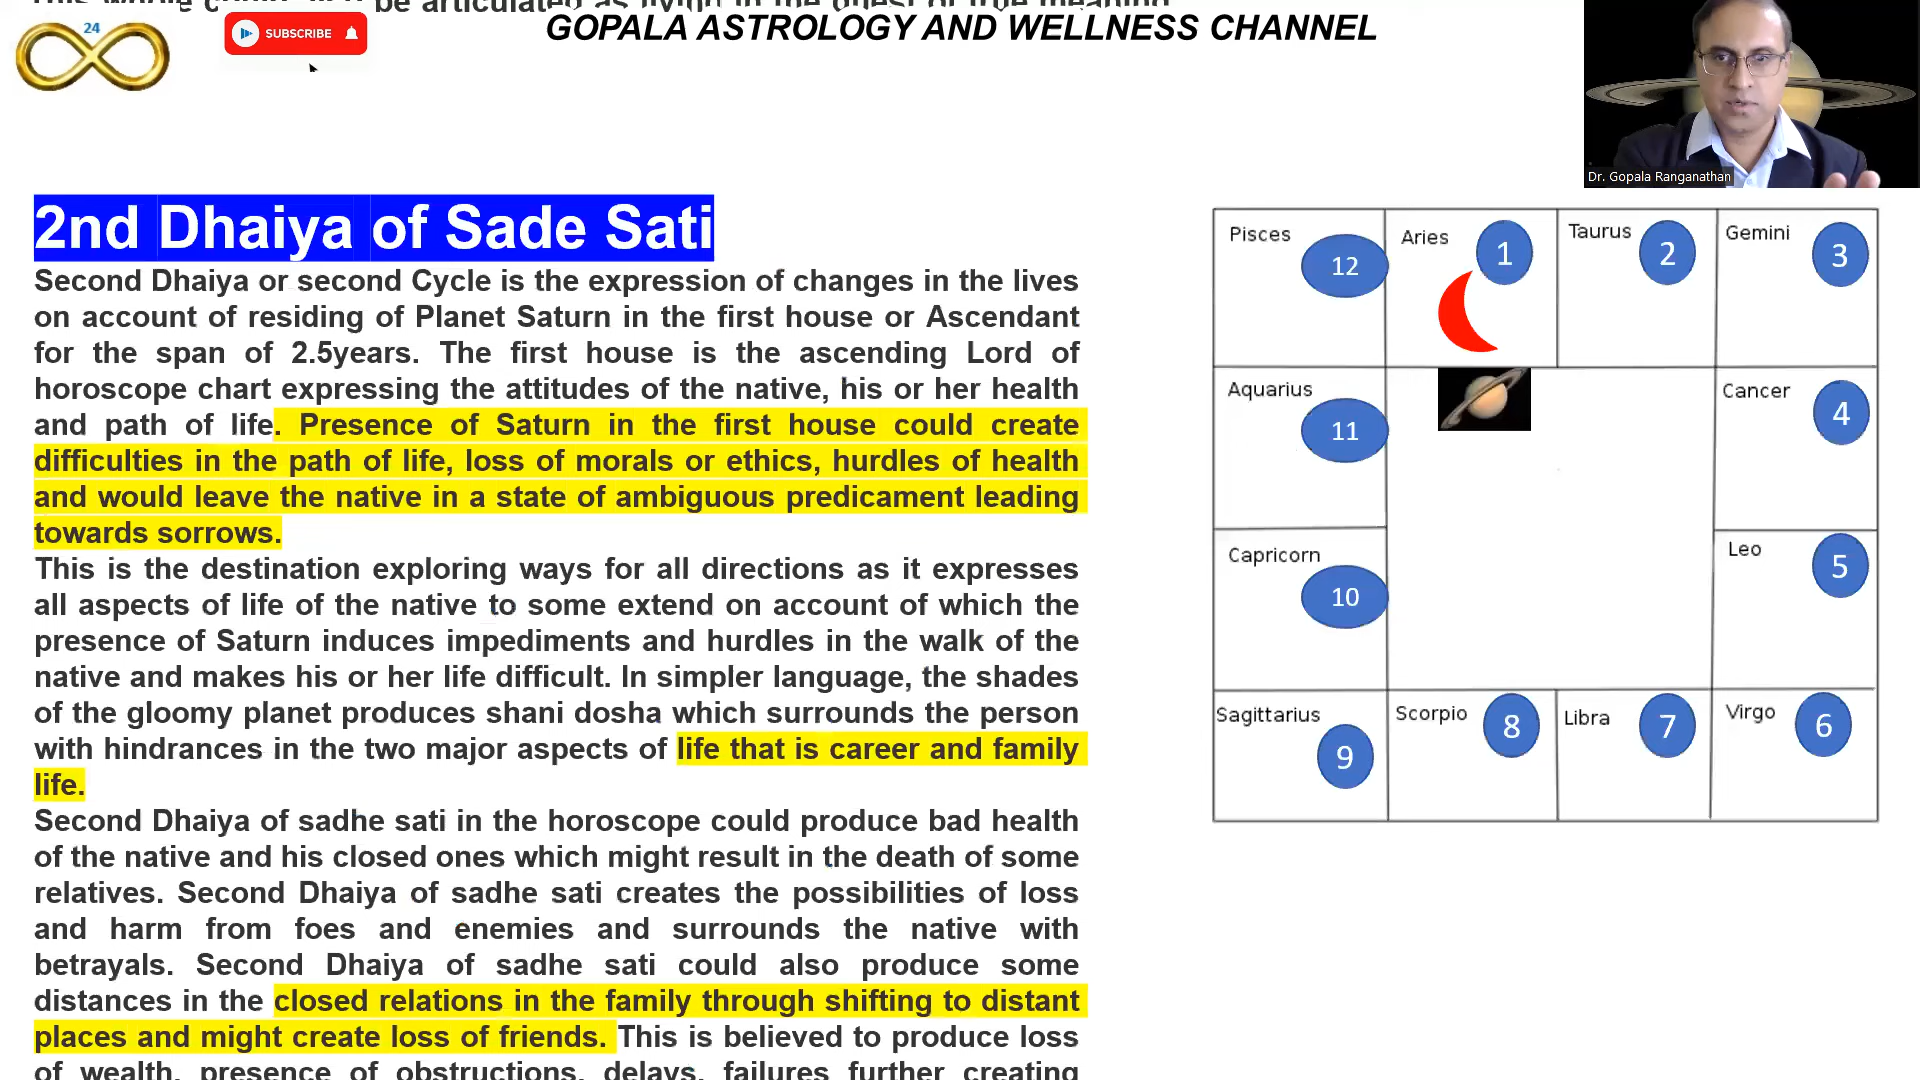 24
SUBSCRIBE
GOPALA ASTROLOGY AND WELLNESS CHANNEL
Dr. Gopala Ranganathan
2nd Dhaiya of Sade Sati
Second Dhaiya or second Cycle is the expression of changes in the lives
on account of residing of Planet Saturn in the first house or Ascendant
for the span of 2.5years. The first house is the ascending Lord of
horoscope chart expressing the attitudes of the native, his or her health
and path of life. Presence of Saturn in the first house could create
difficulties in the path of life, loss of morals or ethics, hurdles of health
and would leave the native in a state of ambiguous predicament leading
towards sorrows.
This is the destination exploring ways for all directions as it expresses
all aspects of life of the native to some extend on account of which the
presence of Saturn induces impediments and hurdles in the walk of the
native and makes his or her life difficult. In simpler language, the shades
of the gloomy planet produces shani dosha which surrounds the person
with hindrances in the two major aspects of life that is career and family
life.
Second Dhaiya of sadhe sati in the horoscope could produce bad health
of the native and his closed ones which might result in the death of some
relatives. Second Dhaiya of sadhe sati creates the possibilities of loss
and harm from foes and enemies and surrounds the native with
betrayals. Second Dhaiya of sadhe sati could also produce some
distances in the closed relations in the family through shifting to distant
places and might create loss of friends. This is believed to produce loss
of wealth, presence of obstructions, delays, failures further creating
Pisces 12
Aries 1
Taurus 2
Gemini 3
Aquarius 11
Cancer 4
Capricorn 10
Leo 5
Sagittarius 9
Scorpio 8
Libra 7
Virgo 6